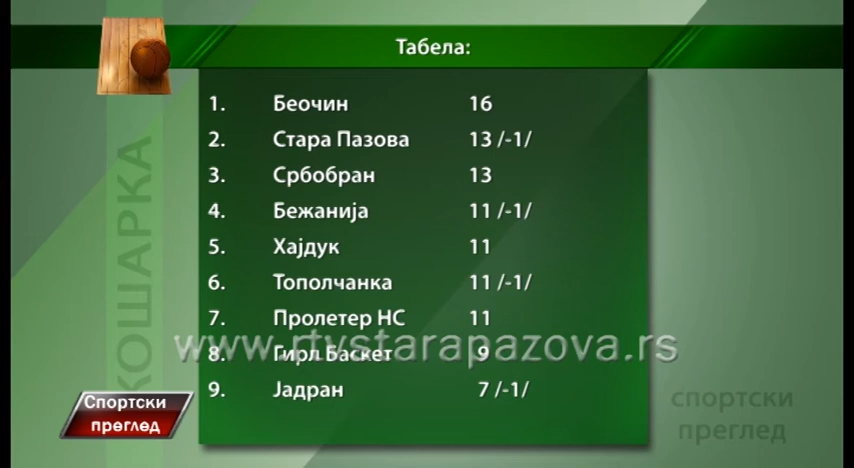 Табела:
1. Беочин 16
2. Стара Пазова 13 /-1/
3. Србобран 13
4. Бежанија 11 /-1/
5. Хајдук 11
6. Тополчанка 11 /-1/
7. Пролетер НС 11
www.rtvstarapazova.rs
8. Гирл Баскет 9
9. Јадран 7 /-1/
КОШАРКА
Спортски
преглед
спортски
преглед